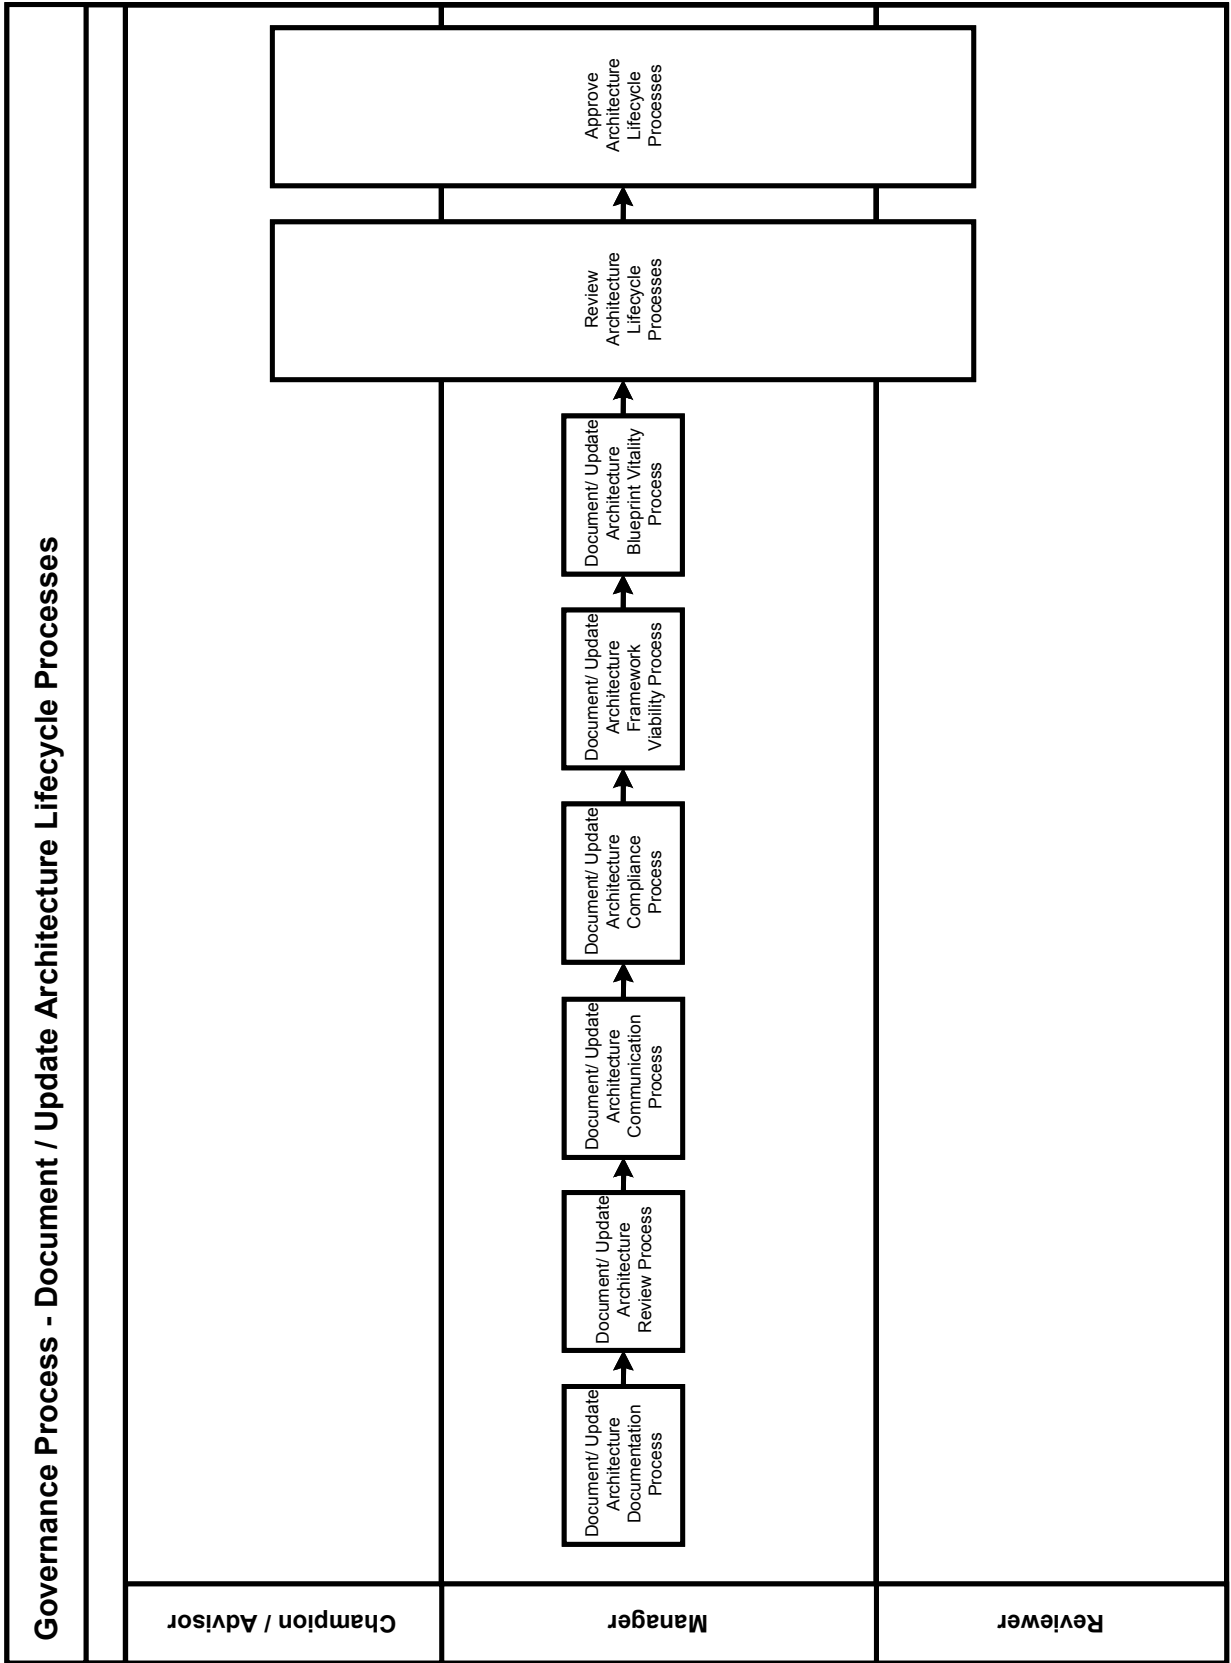 Governance Process - Document / Update Architecture Lifecycle Processes
Champion / Advisor
Manager
Reviewer
Document/ Update
Architecture
Documentation
Process
Document/ Update
Architecture
Review Process
Document/ Update
Architecture
Communication
Process
Document/ Update
Architecture
Compliance
Process
Document/ Update
Architecture
Framework
Viability Process
Document/ Update
Architecture
Blueprint Vitality
Process
Review
Architecture
Lifecycle
Processes
Approve
Architecture
Lifecycle
Processes